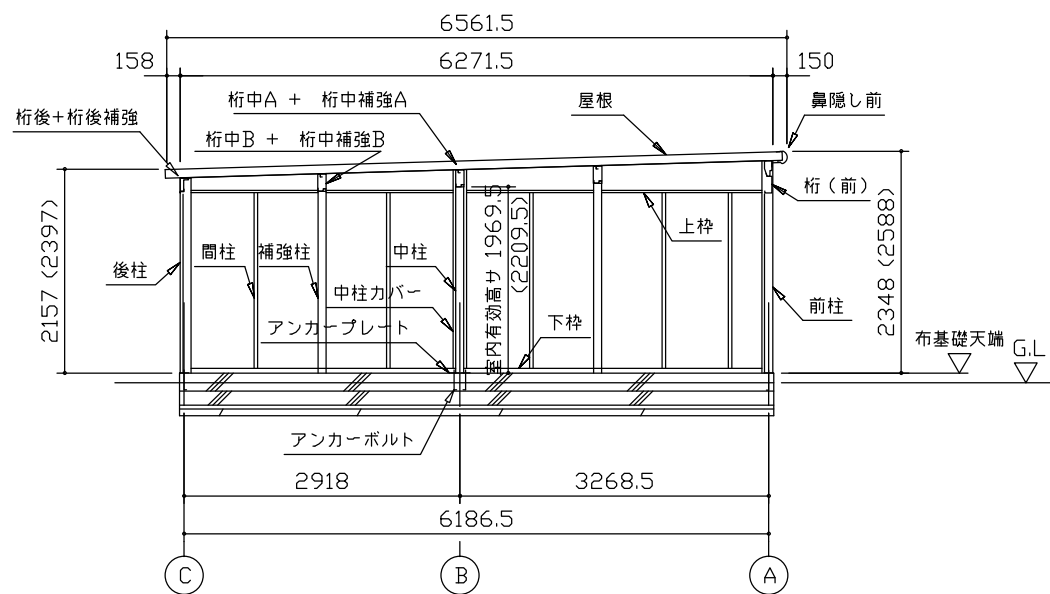 6561.5
158
6271.5
150
桁中A + 桁中補強A
屋根
鼻隠し前
桁後+桁後補強
桁中B + 桁中補強B
桁(前)
上枠
2157 (2397)
間柱
補強柱
中柱
後柱
中柱カバー
室内有効高サ 1969.5
(2209.5)
2348 (2588)
前柱
アンカープレート
下枠
布基礎天端
G.L
アンカーボルト
2918
3268.5
6186.5
C
B
A